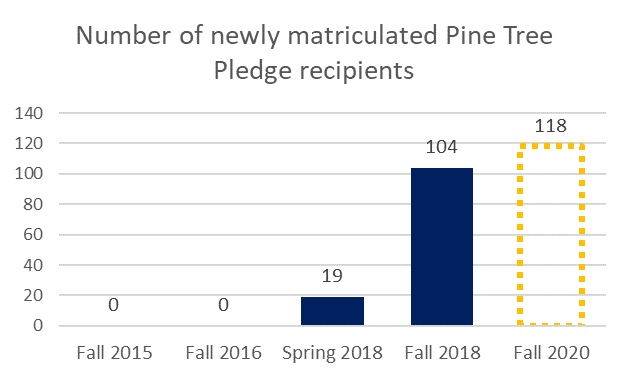 Number of newly matriculated Pine Tree
Pledge recipients
140
120
100
80
60
40
20
0
0
0
19
104
118
Fall 2015
Fall 2016
Spring 2018
Fall 2018
Fall 2020